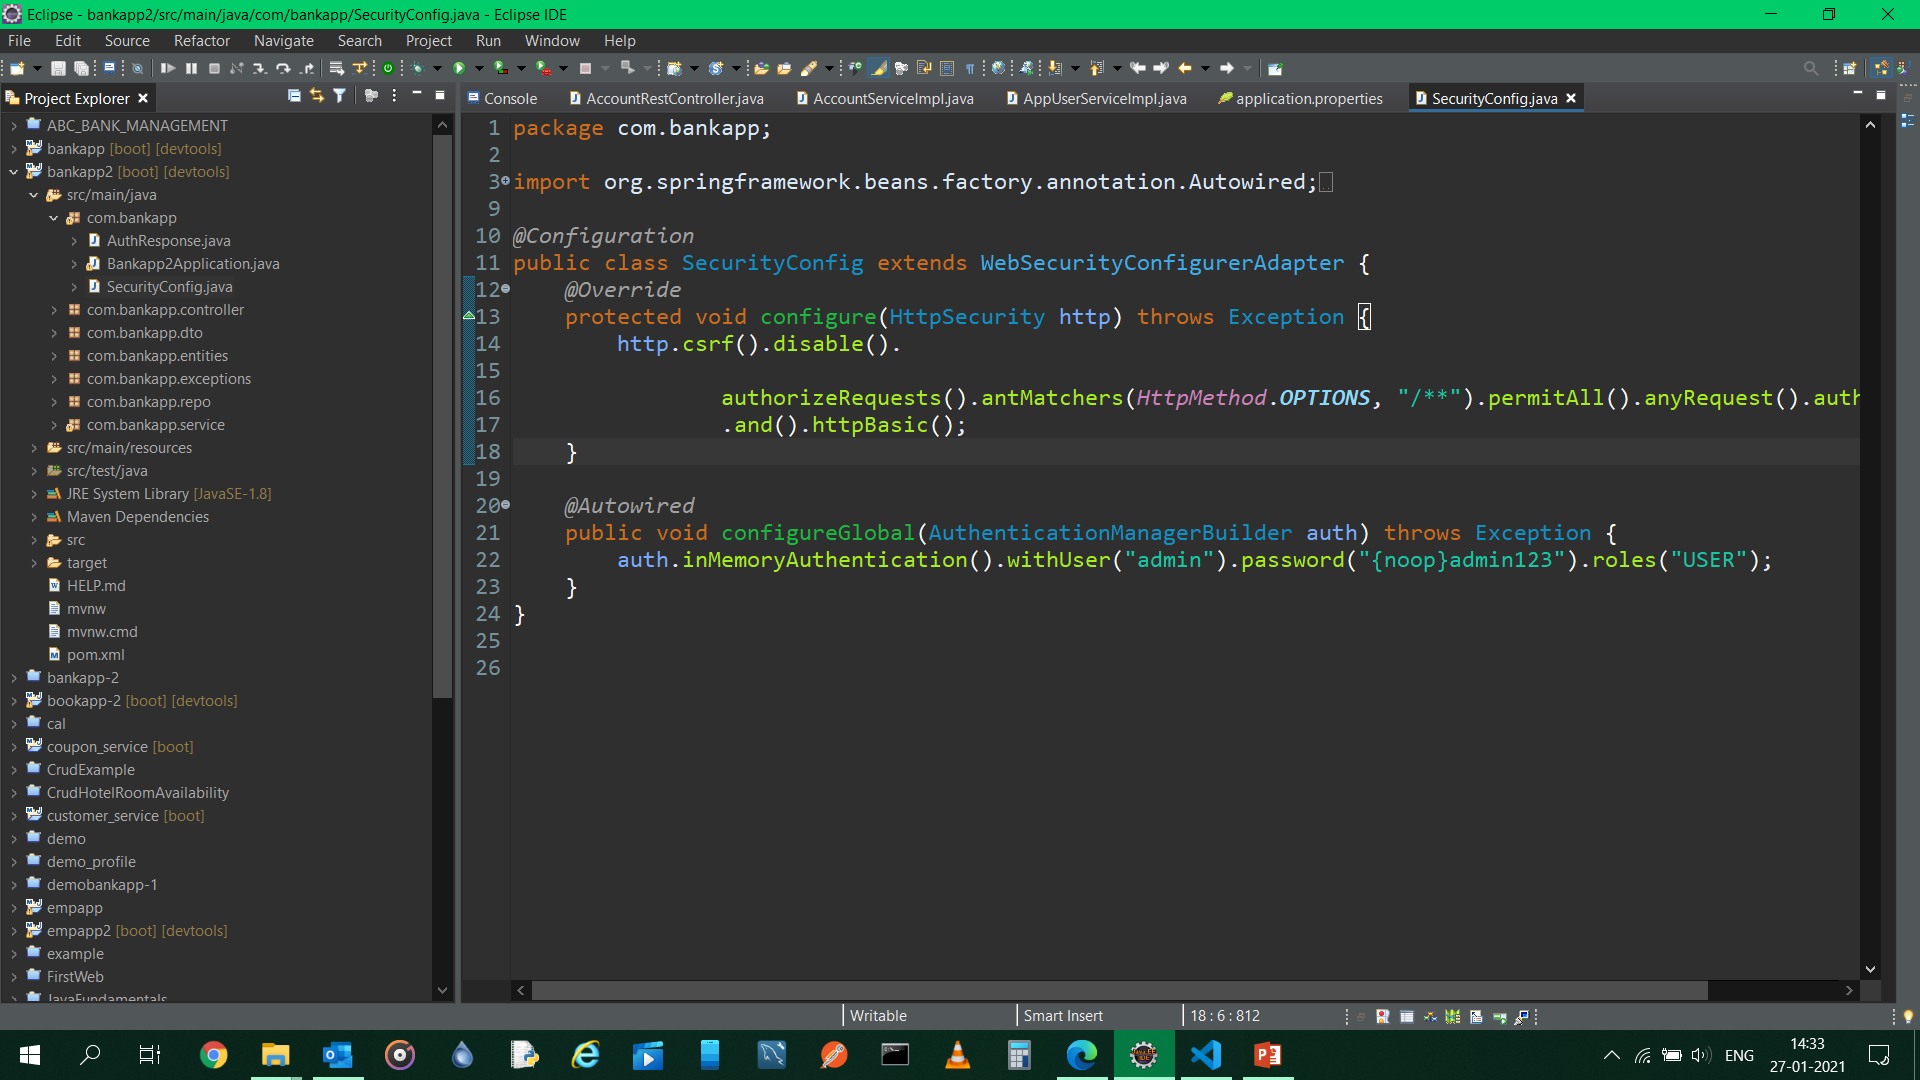 Eclipse - bankapp2/src/main/java/com/bankapp/SecurityConfig.java - Eclipse IDE
File Edit Source Refactor Navigate Search Project Run Window Help
Project Explorer
Console AccountRestController.java AccountServiceImpl.java AppUserServiceImpl.java application.properties SecurityConfig.java
ABC_BANK_MANAGEMENT
bankapp [boot] [devtools]
bankapp2 [boot] [devtools]
src/main/java
com.bankapp
AuthResponse.java
Bankapp2Application.java
SecurityConfig.java
com.bankapp.controller
com.bankapp.dto
com.bankapp.entities
com.bankapp.exceptions
com.bankapp.repo
com.bankapp.service
src/main/resources
src/test/java
JRE System Library [JavaSE-1.8]
Maven Dependencies
src
target
HELP.md
mvnw
mvnw.cmd
pom.xml
bankapp-2
bookapp-2 [boot] [devtools]
cal
coupon_service [boot]
CrudExample
CrudHotelRoomAvailability
customer_service [boot]
demo
demo_profile
demobankapp-1
empapp
empapp2 [boot] [devtools]
example
FirstWeb
JavaFundamentals
1 package com.bankapp;
2
3 import org.springframework.beans.factory.annotation.Autowired;
9
10 @Configuration
11 public class SecurityConfig extends WebSecurityConfigurerAdapter {
12 @Override
13 protected void configure(HttpSecurity http) throws Exception {
14 http.csrf().disable().
15
16 authorizeRequests().antMatchers(HttpMethod.OPTIONS, "/**").permitAll().anyRequest().auth
17 .and().httpBasic();
18 }
19
20 @Autowired
21 public void configureGlobal(AuthenticationManagerBuilder auth) throws Exception {
22 auth.inMemoryAuthentication().withUser("admin").password("{noop}admin123").roles("USER");
23 }
24 }
25
26
Writable Smart Insert 18 : 6 : 812
ENG
14:33
27-01-2021